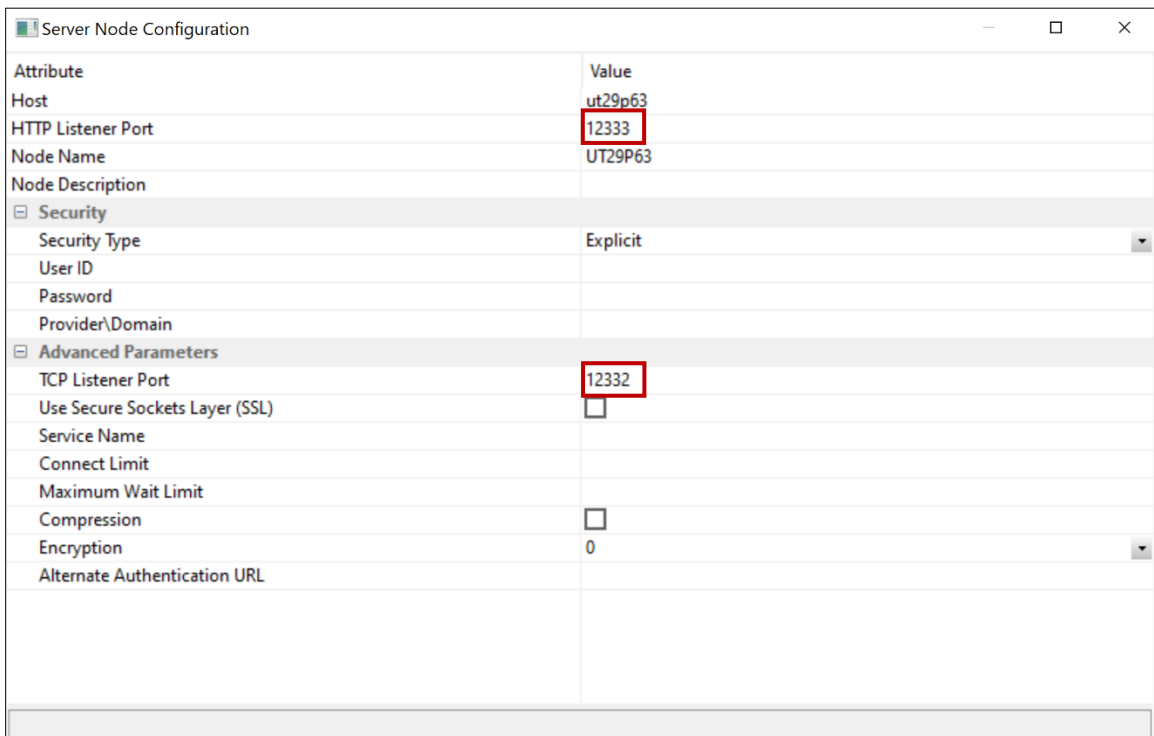 Server Node Configuration
Attribute Value
Host ut29p63
HTTP Listener Port 12333
Node Name UT29P63
Node Description
Security
Security Type Explicit
User ID
Password
Provider\Domain
Advanced Parameters
TCP Listener Port 12332
Use Secure Sockets Layer (SSL)
Service Name
Connect Limit
Maximum Wait Limit
Compression
Encryption 0
Alternate Authentication URL